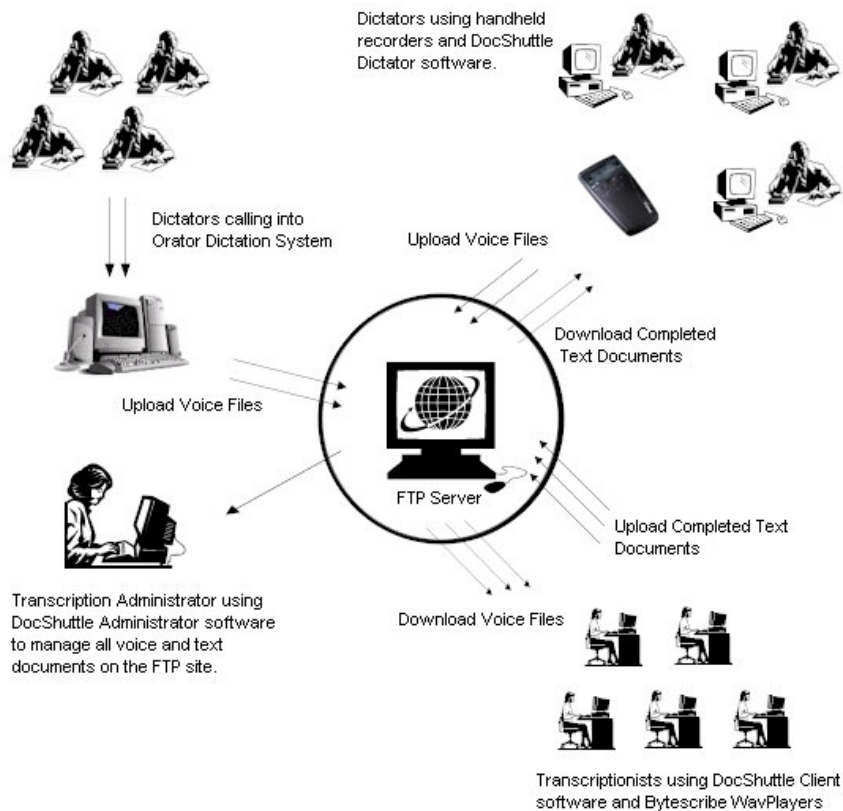 Dictators using handheld
recorders and DocShuttle
Dictator software.
Dictators calling into
Orator Dictation System
Upload Voice Files
Download Completed
Text Documents
Upload Voice Files
FTP Server
Upload Completed Text
Documents
Transcription Administrator using
DocShuttle Administrator software
to manage all voice and text
documents on the FTP site.
Download Voice Files
Transcriptionists using DocShuttle Client
software and Bytescribe WavPlayers